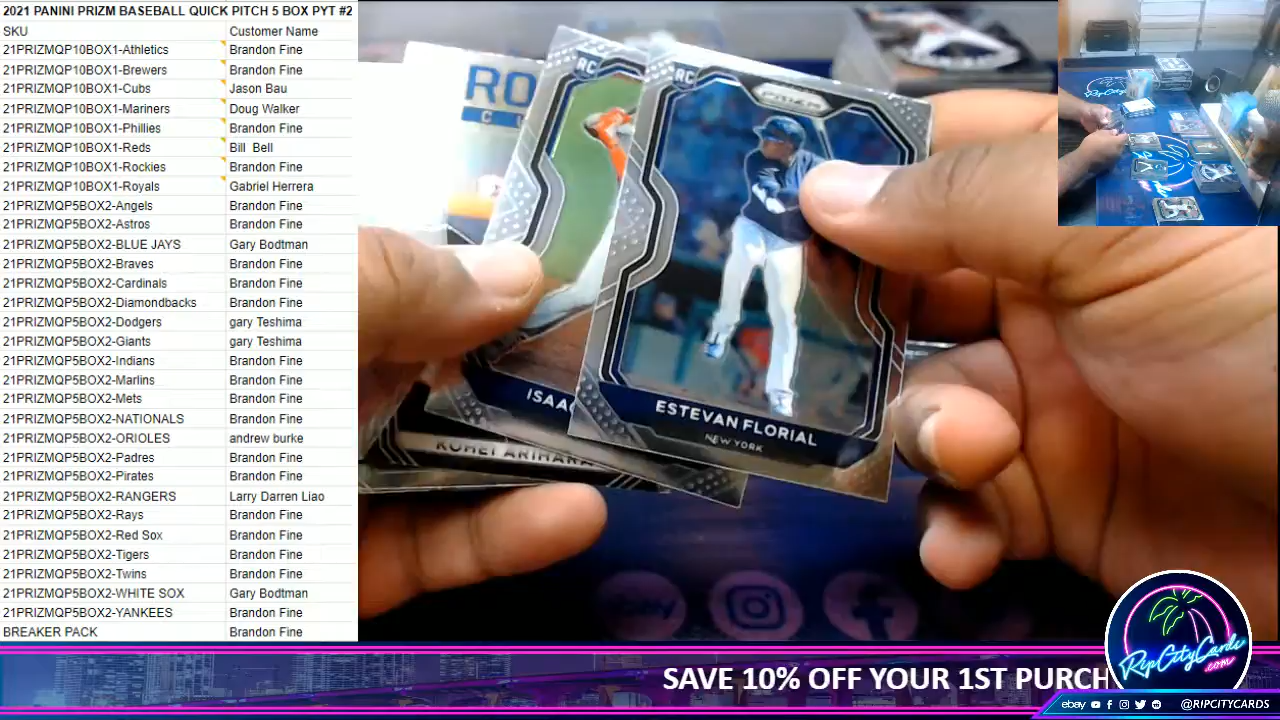 2021 PANINI PRIZM BASEBALL QUICK PITCH 5 BOX PYT #2
SKU Customer Name
21PRIZMQP10BOX1-Athletics Brandon Fine
21PRIZMQP10BOX1-Brewers Brandon Fine
21PRIZMQP10BOX1-Cubs Jason Bau
21PRIZMQP10BOX1-Mariners Doug Walker
21PRIZMQP10BOX1-Phillies Brandon Fine
21PRIZMQP10BOX1-Reds Bill Bell
21PRIZMQP10BOX1-Rockies Brandon Fine
21PRIZMQP10BOX1-Royals Gabriel Herrera
21PRIZMQP5BOX2-Angels Brandon Fine
21PRIZMQP5BOX2-Astros Brandon Fine
21PRIZMQP5BOX2-BLUE JAYS Gary Bodtman
21PRIZMQP5BOX2-Braves Brandon Fine
21PRIZMQP5BOX2-Cardinals Brandon Fine
21PRIZMQP5BOX2-Diamondbacks Brandon Fine
21PRIZMQP5BOX2-Dodgers gary Teshima
21PRIZMQP5BOX2-Giants gary Teshima
21PRIZMQP5BOX2-Indians Brandon Fine
21PRIZMQP5BOX2-Marlins Brandon Fine
21PRIZMQP5BOX2-Mets Brandon Fine
21PRIZMQP5BOX2-NATIONALS Brandon Fine
21PRIZMQP5BOX2-ORIOLES andrew burke
21PRIZMQP5BOX2-Padres Brandon Fine
21PRIZMQP5BOX2-Pirates Brandon Fine
21PRIZMQP5BOX2-RANGERS Larry Darren Liao
21PRIZMQP5BOX2-Rays Brandon Fine
21PRIZMQP5BOX2-Red Sox Brandon Fine
21PRIZMQP5BOX2-Tigers Brandon Fine
21PRIZMQP5BOX2-Twins Brandon Fine
21PRIZMQP5BOX2-WHITE SOX Gary Bodtman
21PRIZMQP5BOX2-YANKEES Brandon Fine
BREAKER PACK Brandon Fine
RO
RC
RC
PRIZM
ISAA
KOHEI ARIHARA
ESTEVAN FLORIAL
NEW YORK
ebay
SAVE 10% OFF YOUR 1ST PURCH
RipCityCards
.com
ebay @RIPCITYCARDS